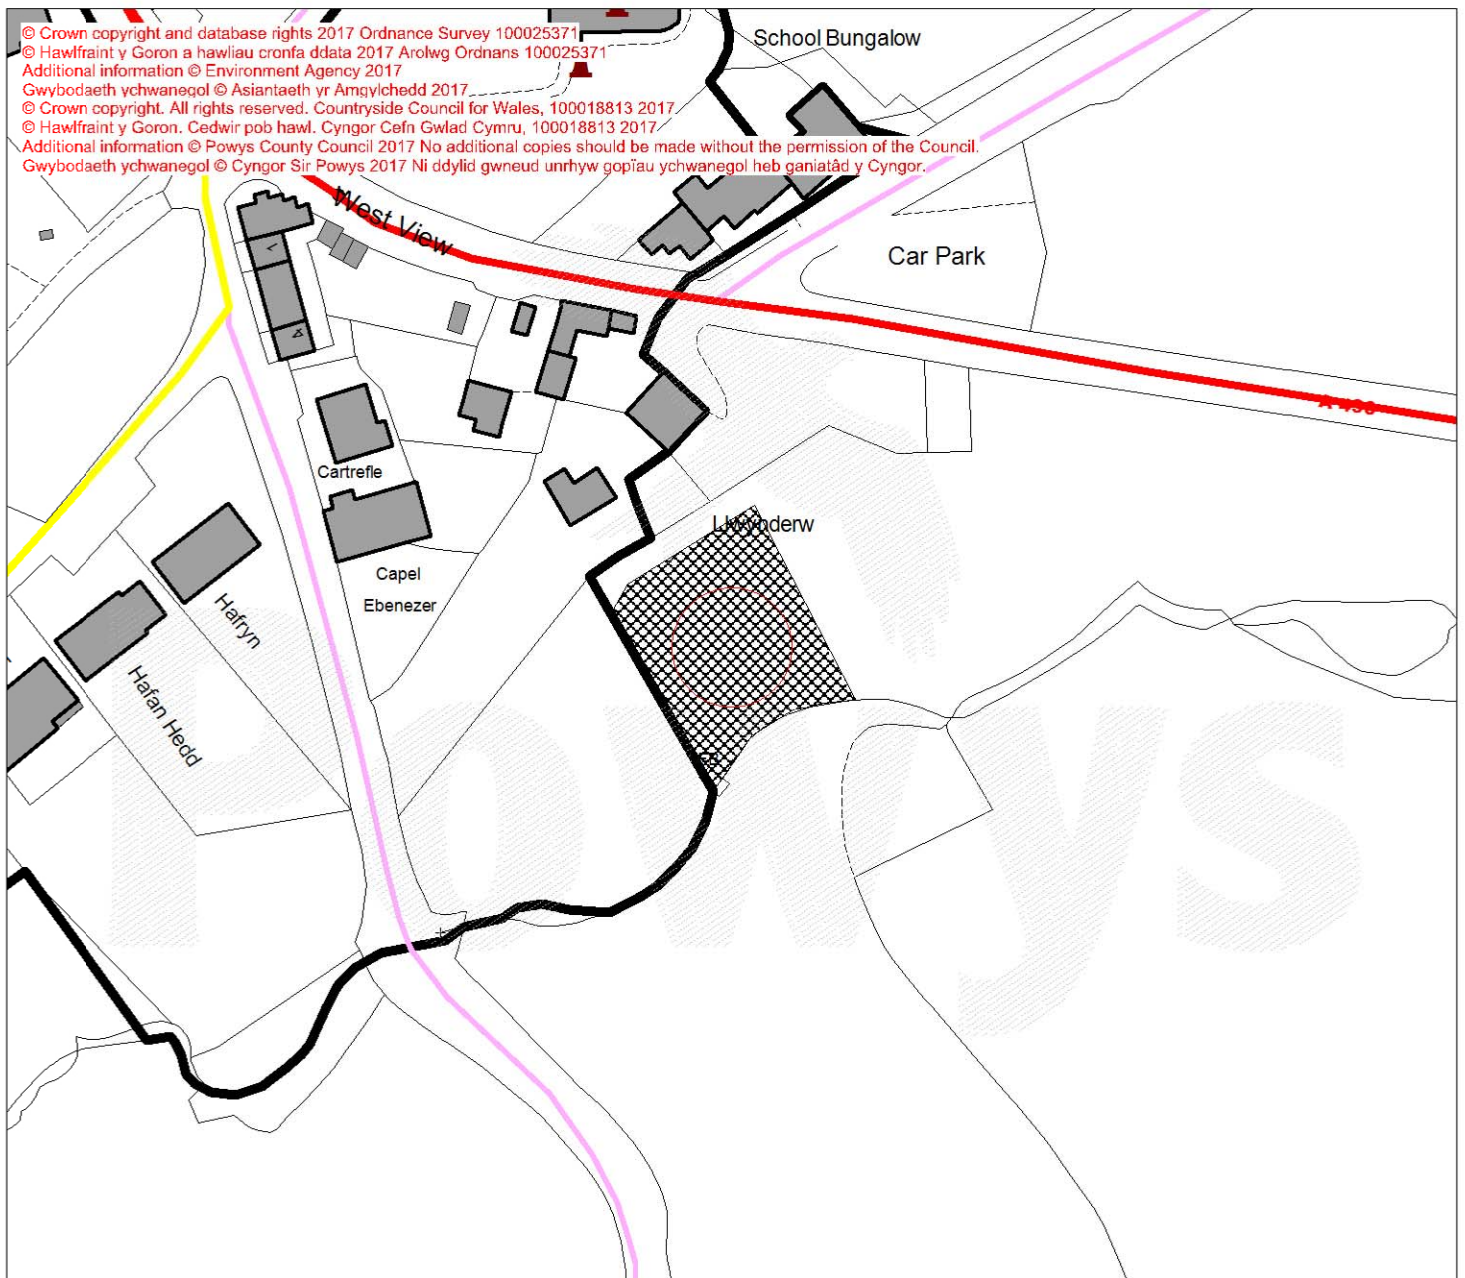 © Crown copyright and database rights 2017 Ordnance Survey 100025371
© Hawlfraint y Goron a hawliau cronfa ddata 2017 Arolwg Ordnans 100025371
Additional information © Environment Agency 2017
Gwybodaeth ychwanegol © Asiantaeth yr Amgylchedd 2017
© Crown copyright. All rights reserved. Countryside Council for Wales, 100018813 2017
© Hawlfraint y Goron. Cedwir pob hawl. Cyngor Cefn Gwlad Cymru, 100018813 2017
Additional information © Powys County Council 2017 No additional copies should be made without the permission of the Council.
Gwybodaeth ychwanegol © Cyngor Sir Powys 2017 Ni ddylid gwneud unrhyw gopïau ychwanegol heb ganiatâd y Cyngor.
School Bungalow
West View
Car Park
Cartrefle
Llwynderw
Capel
Ebenezer
Hafryn
Hafan Hedd
Powys